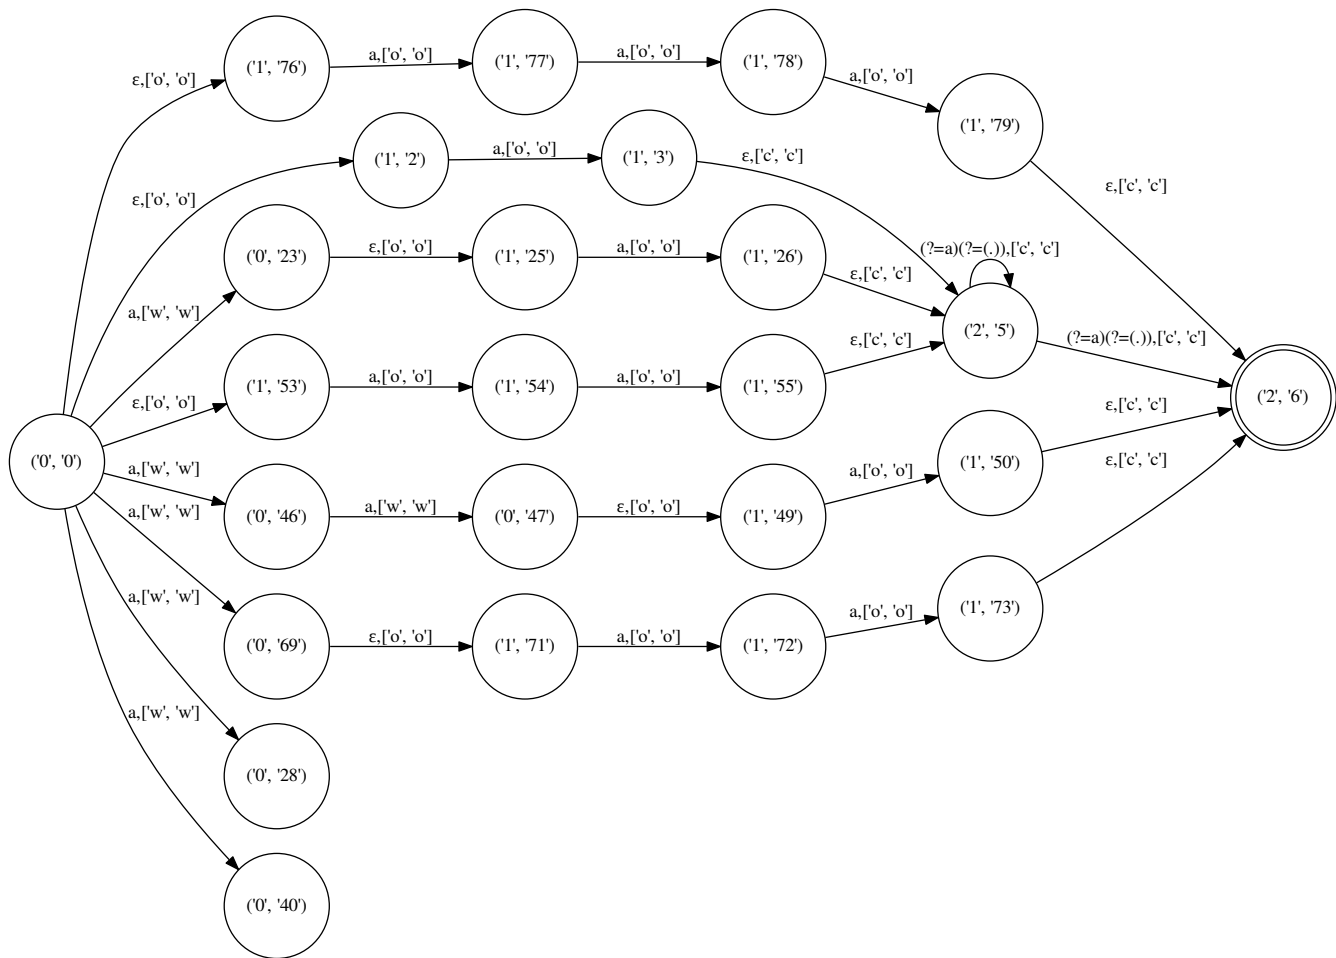 ('1', '76')
a,['o', 'o']
('1', '77')
a,['o', 'o']
('1', '78')
a,['o', 'o']
ε,['o', 'o']
('1', '79')
('1', '2')
a,['o', 'o']
('1', '3')
ε,['c', 'c']
ε,['c', 'c']
ε,['o', 'o']
('0', '23')
ε,['o', 'o']
('1', '25')
a,['o', 'o']
('1', '26')
ε,['c', 'c']
(?=a)(?=(.)),['c', 'c']
a,['w', 'w']
('2', '5')
(?=a)(?=(.)),['c', 'c']
ε,['c', 'c']
('1', '53')
a,['o', 'o']
('1', '54')
a,['o', 'o']
('1', '55')
ε,['o', 'o']
('2', '6')
ε,['c', 'c']
('0', '0')
a,['w', 'w']
a,['o', 'o']
('1', '50')
ε,['c', 'c']
a,['w', 'w']
('0', '46')
a,['w', 'w']
('0', '47')
ε,['o', 'o']
('1', '49')
a,['w', 'w']
a,['o', 'o']
('1', '73')
('0', '69')
ε,['o', 'o']
('1', '71')
a,['o', 'o']
('1', '72')
a,['w', 'w']
('0', '28')
('0', '40')